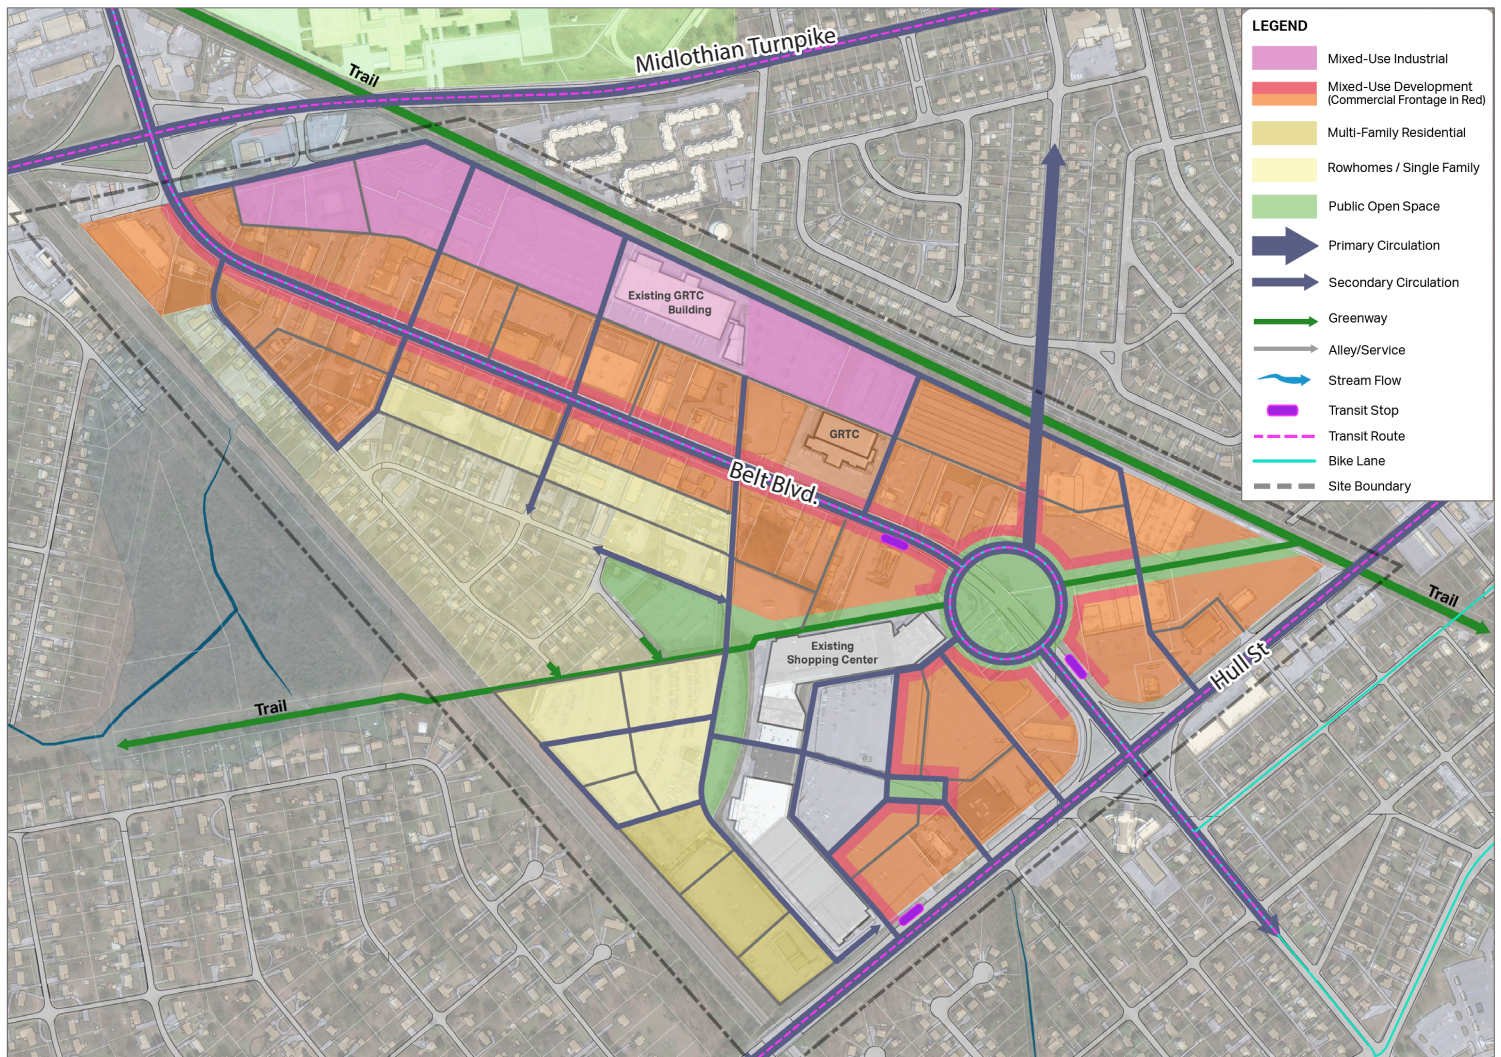 Midlothian Turnpike
Trail
LEGEND
Mixed-Use Industrial
Mixed-Use Development
(Commercial Frontage in Red)
Multi-Family Residential
Rowhomes / Single Family
Public Open Space
Primary Circulation
Secondary Circulation
Greenway
Alley/Service
Stream Flow
Transit Stop
Transit Route
Bike Lane
Site Boundary
Existing GRTC
Building
GRTC
Belt Blvd.
Trail
Existing
Shopping Center
Hull St
Trail